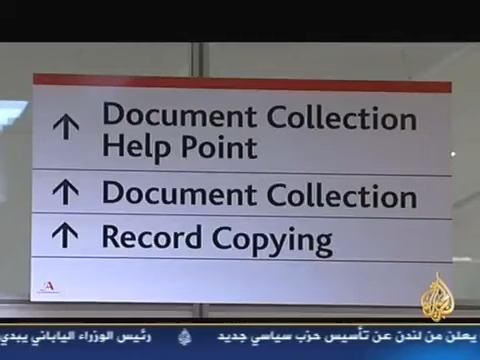 Document Collection
Help Point
Document Collection
Record Copying
يعلن من لندن عن تأسيس حزب سياسي جديد رئيس الوزراء الياباني يبدي